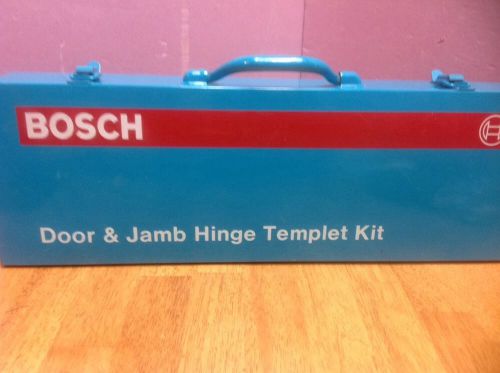 BOSCH
Door & Jamb Hinge Templet Kit